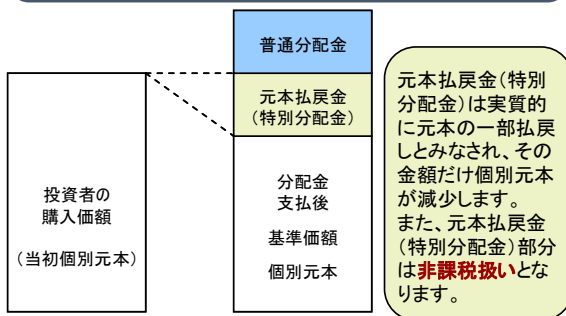 普通分配金
元本払戻金
(特別分配金)
投資者の
購入価額
(当初個別元本)
分配金
支払後
基準価額
個別元本
元本払戻金(特別
分配金)は実質的
に元本の一部払戻
しとみなされ、その
金額だけ個別元本
が減少します。
また、元本払戻金
(特別分配金)部分
は非課税扱いとな
ります。